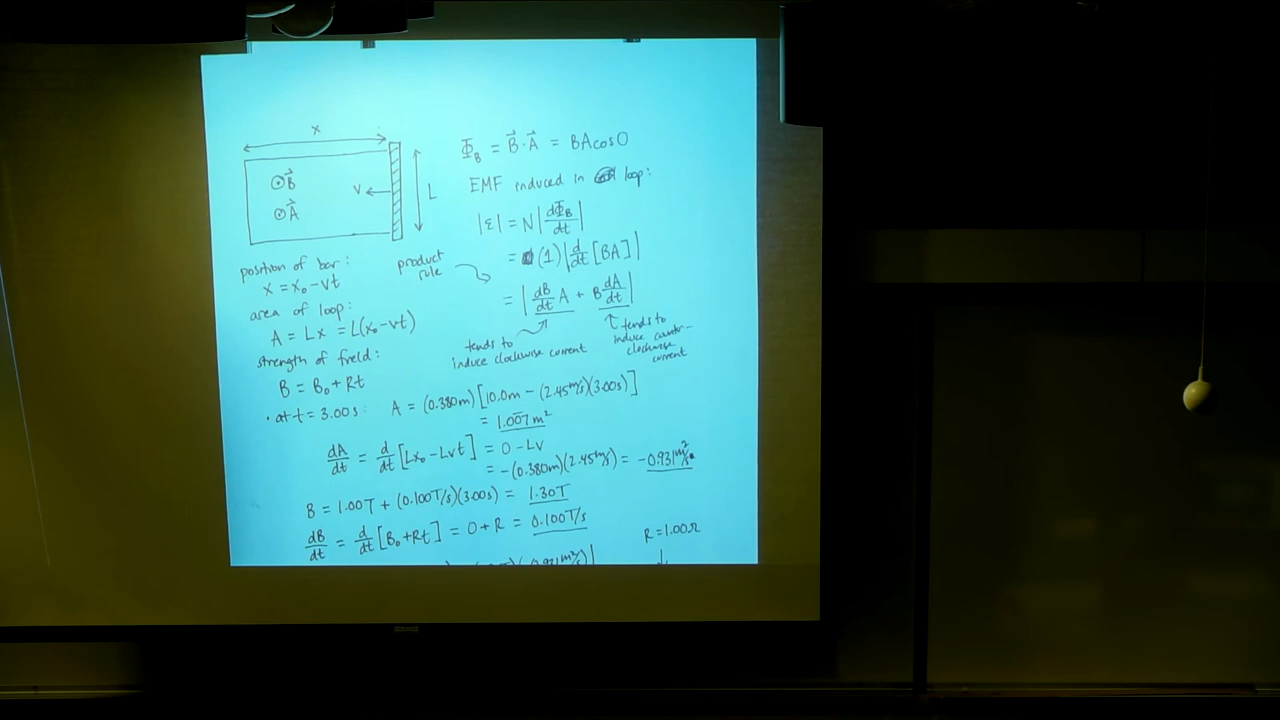 x
Φ_B = B⃗·A⃗ = BAcos0
⊙B⃗
⊙A⃗
v
L
EMF induced in loop:
|ε| = N|dΦ_B/dt|
= (1)|d/dt[BA]|
product rule
= |dB/dt A + B dA/dt|
tends to
induce clockwise current
tends to
induce counter-
clockwise
current
position of bar:
x = x₀ - vt
area of loop:
A = Lx = L(x₀-vt)
strength of field:
B = B₀ + Rt
• at t = 3.00s: A = (0.380m)[10.0m - (2.45m/s)(3.00s)]
= 1.007m²
dA/dt = d/dt[Lx₀-Lvt] = 0 - Lv
= -(0.380m)(2.45m/s) = -0.931m²/s
B = 1.00T + (0.100T/s)(3.00s) = 1.30T
dB/dt = d/dt[B₀+Rt] = 0 + R = 0.100T/s
R = 1.00Ω